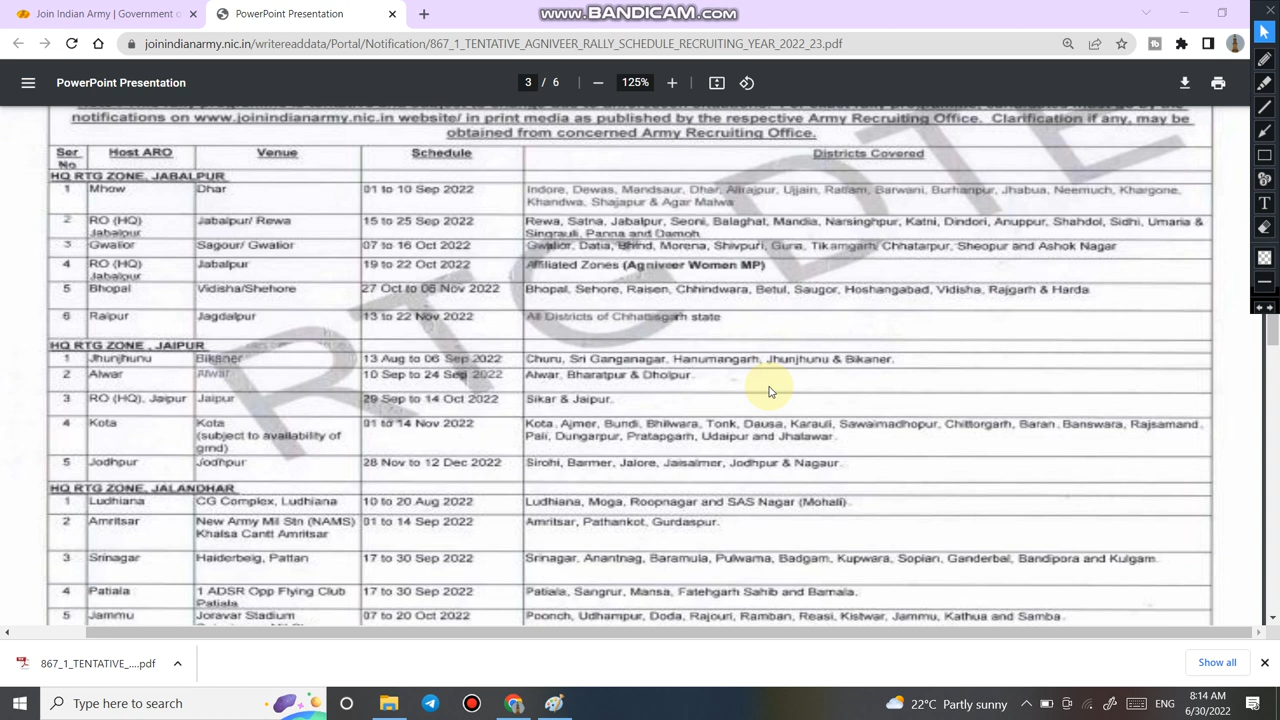 Join Indian Army | Government o
PowerPoint Presentation
WWW.BANDICAM.COM
joinindianarmy.nic.in/writereaddata/Portal/Notification/867_1_TENTATIVE_AGNIVEER_RALLY_SCHEDULE_RECRUITING_YEAR_2022_23.pdf
PowerPoint Presentation
3 / 6
125%
notifications on www.joinindianarmy.nic.in website/ in print media as published by the respective Army Recruiting Office. Clarification if any, may be
obtained from concerned Army Recruiting Office.
Ser No Host ARO Venue Schedule Districts Covered
HQ RTG ZONE, JABALPUR
1 Mhow Dhar 01 to 10 Sep 2022 Indore, Dewas, Mandsaur, Dhar, Alirajpur, Ujjain, Ratlam, Barwani, Burhanpur, Jhabua, Neemuch, Khargone,
Khandwa, Shajapur & Agar Malwa
2 RO (HQ) Jabalpur Jabalpur/ Rewa 15 to 25 Sep 2022 Rewa, Satna, Jabalpur, Seoni, Balaghat, Mandla, Narsinghpur, Katni, Dindori, Anuppur, Shahdol, Sidhi, Umaria &
Singrauli, Panna and Damoh
3 Gwalior Sagour/ Gwalior 07 to 16 Oct 2022 Gwalior, Datia, Bhind, Morena, Shivpuri, Guna, Tikamgarh, Chhatarpur, Sheopur and Ashok Nagar
4 RO (HQ) Jabalpur Jabalpur 19 to 22 Oct 2022 Affiliated Zones (Agniveer Women MP)
5 Bhopal Vidisha/Shehore 27 Oct to 06 Nov 2022 Bhopal, Sehore, Raisen, Chhindwara, Betul, Saugor, Hoshangabad, Vidisha, Rajgarh & Harda
6 Raipur Jagdalpur 13 to 22 Nov 2022 All Districts of Chhatisgarh state
HQ RTG ZONE, JAIPUR
1 Jhunjhunu Bikaner 13 Aug to 06 Sep 2022 Churu, Sri Ganganagar, Hanumangarh, Jhunjhunu & Bikaner.
2 Alwar Alwar 10 Sep to 24 Sep 2022 Alwar, Bharatpur & Dholpur.
3 RO (HQ), Jaipur Jaipur 29 Sep to 14 Oct 2022 Sikar & Jaipur.
4 Kota Kota 01 to 14 Nov 2022 Kota, Ajmer, Bundi, Bhilwara, Tonk, Dausa, Karauli, Sawaimadhopur, Chittorgarh, Baran, Banswara, Rajsamand,
(subject to availability of grnd) Pali, Dungarpur, Pratapgarh, Udaipur and Jhalawar.
5 Jodhpur Jodhpur 28 Nov to 12 Dec 2022 Sirohi, Barmer, Jalore, Jaisalmer, Jodhpur & Nagaur.
HQ RTG ZONE, JALANDHAR
1 Ludhiana CG Complex, Ludhiana 10 to 20 Aug 2022 Ludhiana, Moga, Roopnagar and SAS Nagar (Mohali).
2 Amritsar New Army Mil Stn (NAMS) 01 to 14 Sep 2022 Amritsar, Pathankot, Gurdaspur.
Khalsa Cantt Amritsar
3 Srinagar Haiderbeig, Pattan 17 to 30 Sep 2022 Srinagar, Anantnag, Baramula, Pulwama, Badgam, Kupwara, Sopian, Ganderbal, Bandipora and Kulgam.
4 Patiala 1 ADSR Opp Flying Club 17 to 30 Sep 2022 Patiala, Sangrur, Mansa, Fatehgarh Sahib and Barnala.
Patiala
5 Jammu Joravar Stadium 07 to 20 Oct 2022 Poonch, Udhampur, Doda, Rajouri, Ramban, Reasi, Kistwar, Jammu, Kathua and Samba.
RTG DTE
867_1_TENTATIVE_....pdf
Show all
Type here to search
22°C Partly sunny
ENG
8:14 AM
6/30/2022